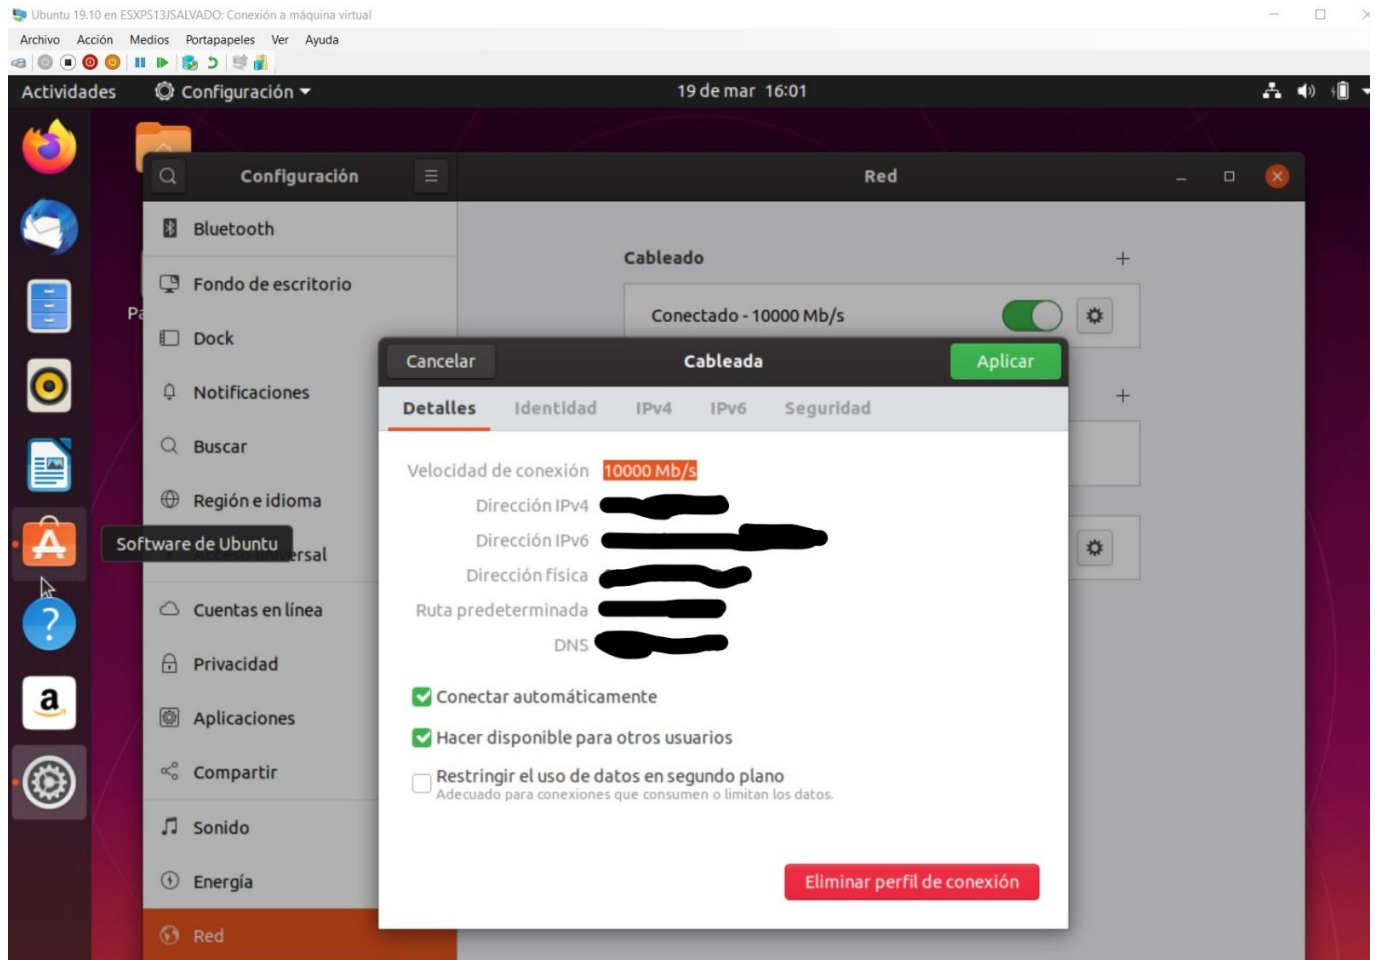 Ubuntu 19.10 en ESXPS13JSALVADO: Conexión a máquina virtual
Archivo Acción Medios Portapapeles Ver Ayuda
Actividades Configuración 19 de mar 16:01
Configuración Red
Bluetooth
Cableado
Fondo de escritorio
Conectado - 10000 Mb/s
Dock
Cancelar Cableada Aplicar
Notificaciones
Detalles Identidad IPv4 IPv6 Seguridad
Buscar
Velocidad de conexión 10000 Mb/s
Región e idioma
Dirección IPv4
Software de Ubuntu
Dirección IPv6
Dirección física
Cuentas en línea
Ruta predeterminada
DNS
Privacidad
Conectar automáticamente
Aplicaciones
Hacer disponible para otros usuarios
Compartir
Restringir el uso de datos en segundo plano
Adecuado para conexiones que consumen o limitan los datos.
Sonido
Energía
Eliminar perfil de conexión
Red